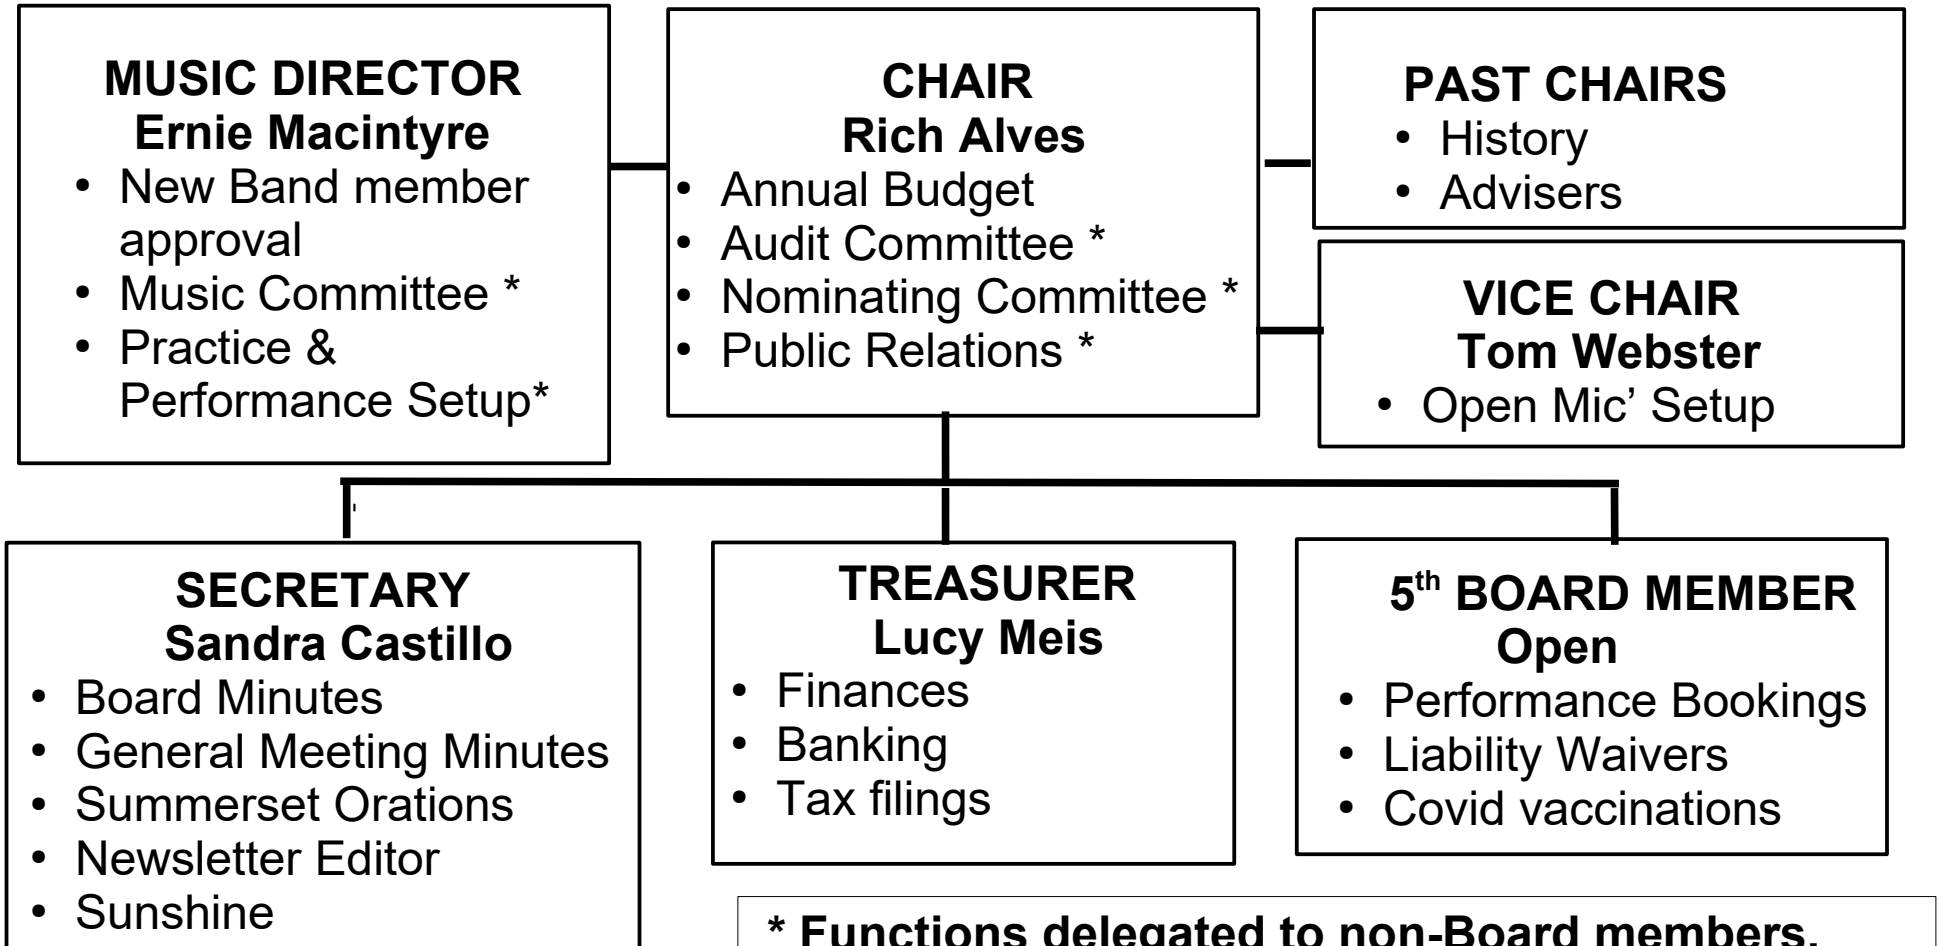 MUSIC DIRECTOR
Ernie Macintyre
• New Band member
approval
• Music Committee *
• Practice &
Performance Setup*
CHAIR
Rich Alves
• Annual Budget
• Audit Committee *
• Nominating Committee *
• Public Relations *
PAST CHAIRS
• History
• Advisers
VICE CHAIR
Tom Webster
• Open Mic’ Setup
SECRETARY
Sandra Castillo
• Board Minutes
• General Meeting Minutes
• Summerset Orations
• Newsletter Editor
• Sunshine
TREASURER
Lucy Meis
• Finances
• Banking
• Tax filings
5th BOARD MEMBER
Open
• Performance Bookings
• Liability Waivers
• Covid vaccinations
* Functions delegated to non-Board members.